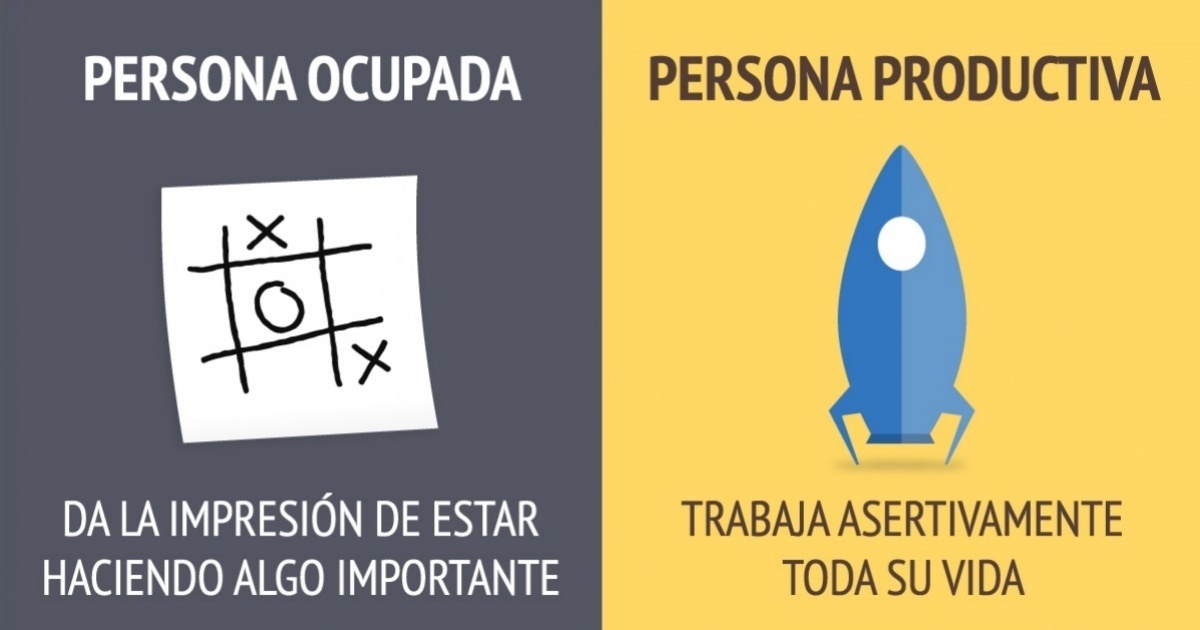 PERSONA OCUPADA
X
O
X
DA LA IMPRESIÓN DE ESTAR
HACIENDO ALGO IMPORTANTE
PERSONA PRODUCTIVA
TRABAJA ASERTIVAMENTE
TODA SU VIDA